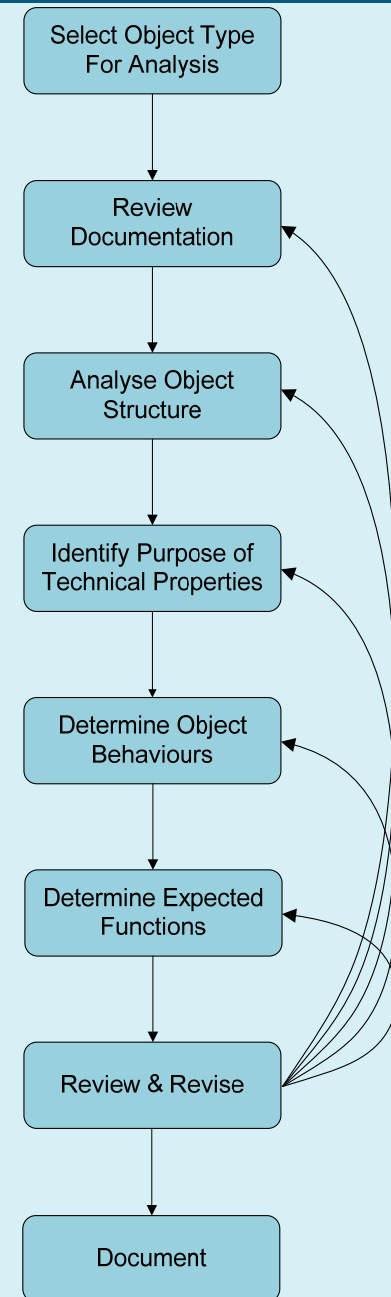 Select Object Type
For Analysis
Review
Documentation
Analyse Object
Structure
Identify Purpose of
Technical Properties
Determine Object
Behaviours
Determine Expected
Functions
Review & Revise
Document